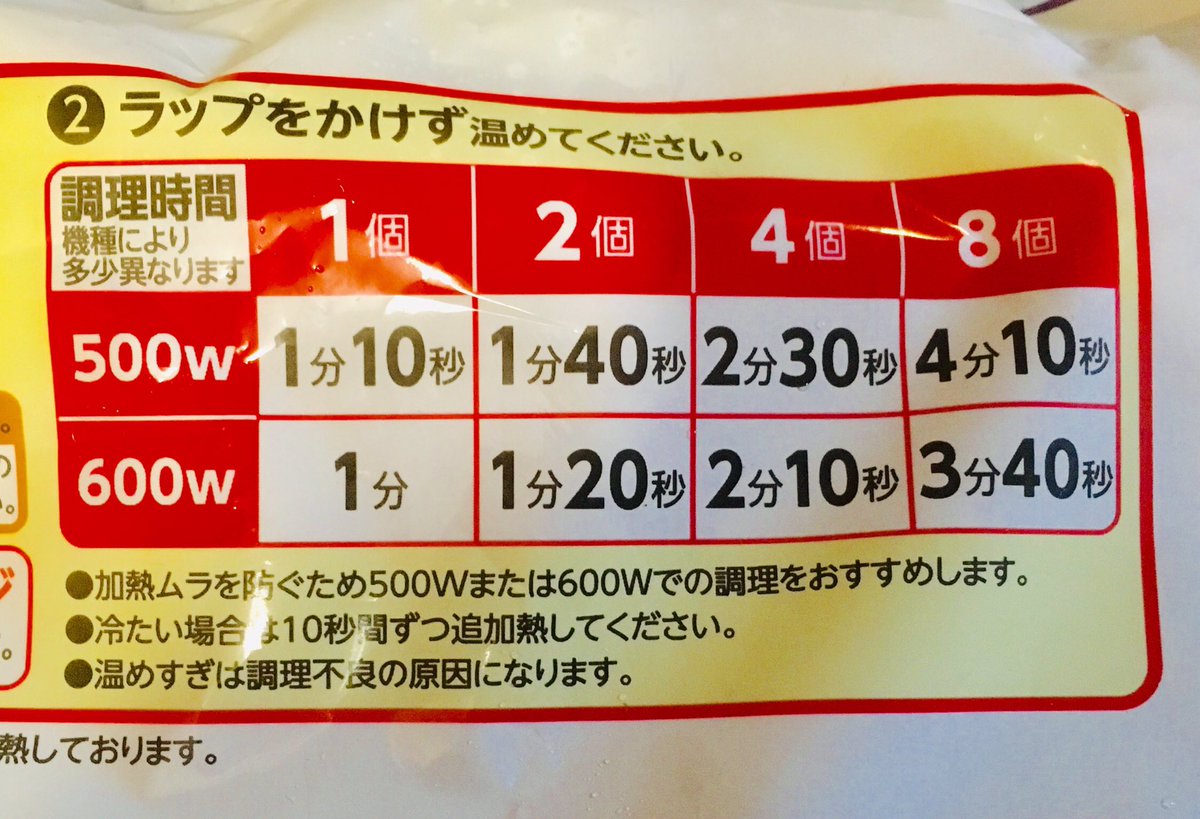 ②ラップをかけず温めてください。
調理時間
機種により
多少異なります
1個 2個 4個 8個
500W 1分10秒 1分40秒 2分30秒 4分10秒
600W 1分 1分20秒 2分10秒 3分40秒
●加熱ムラを防ぐため500Wまたは600Wでの調理をおすすめします。
●冷たい場合は10秒間ずつ追加熱してください。
●温めすぎは調理不良の原因になります。
熱しております。